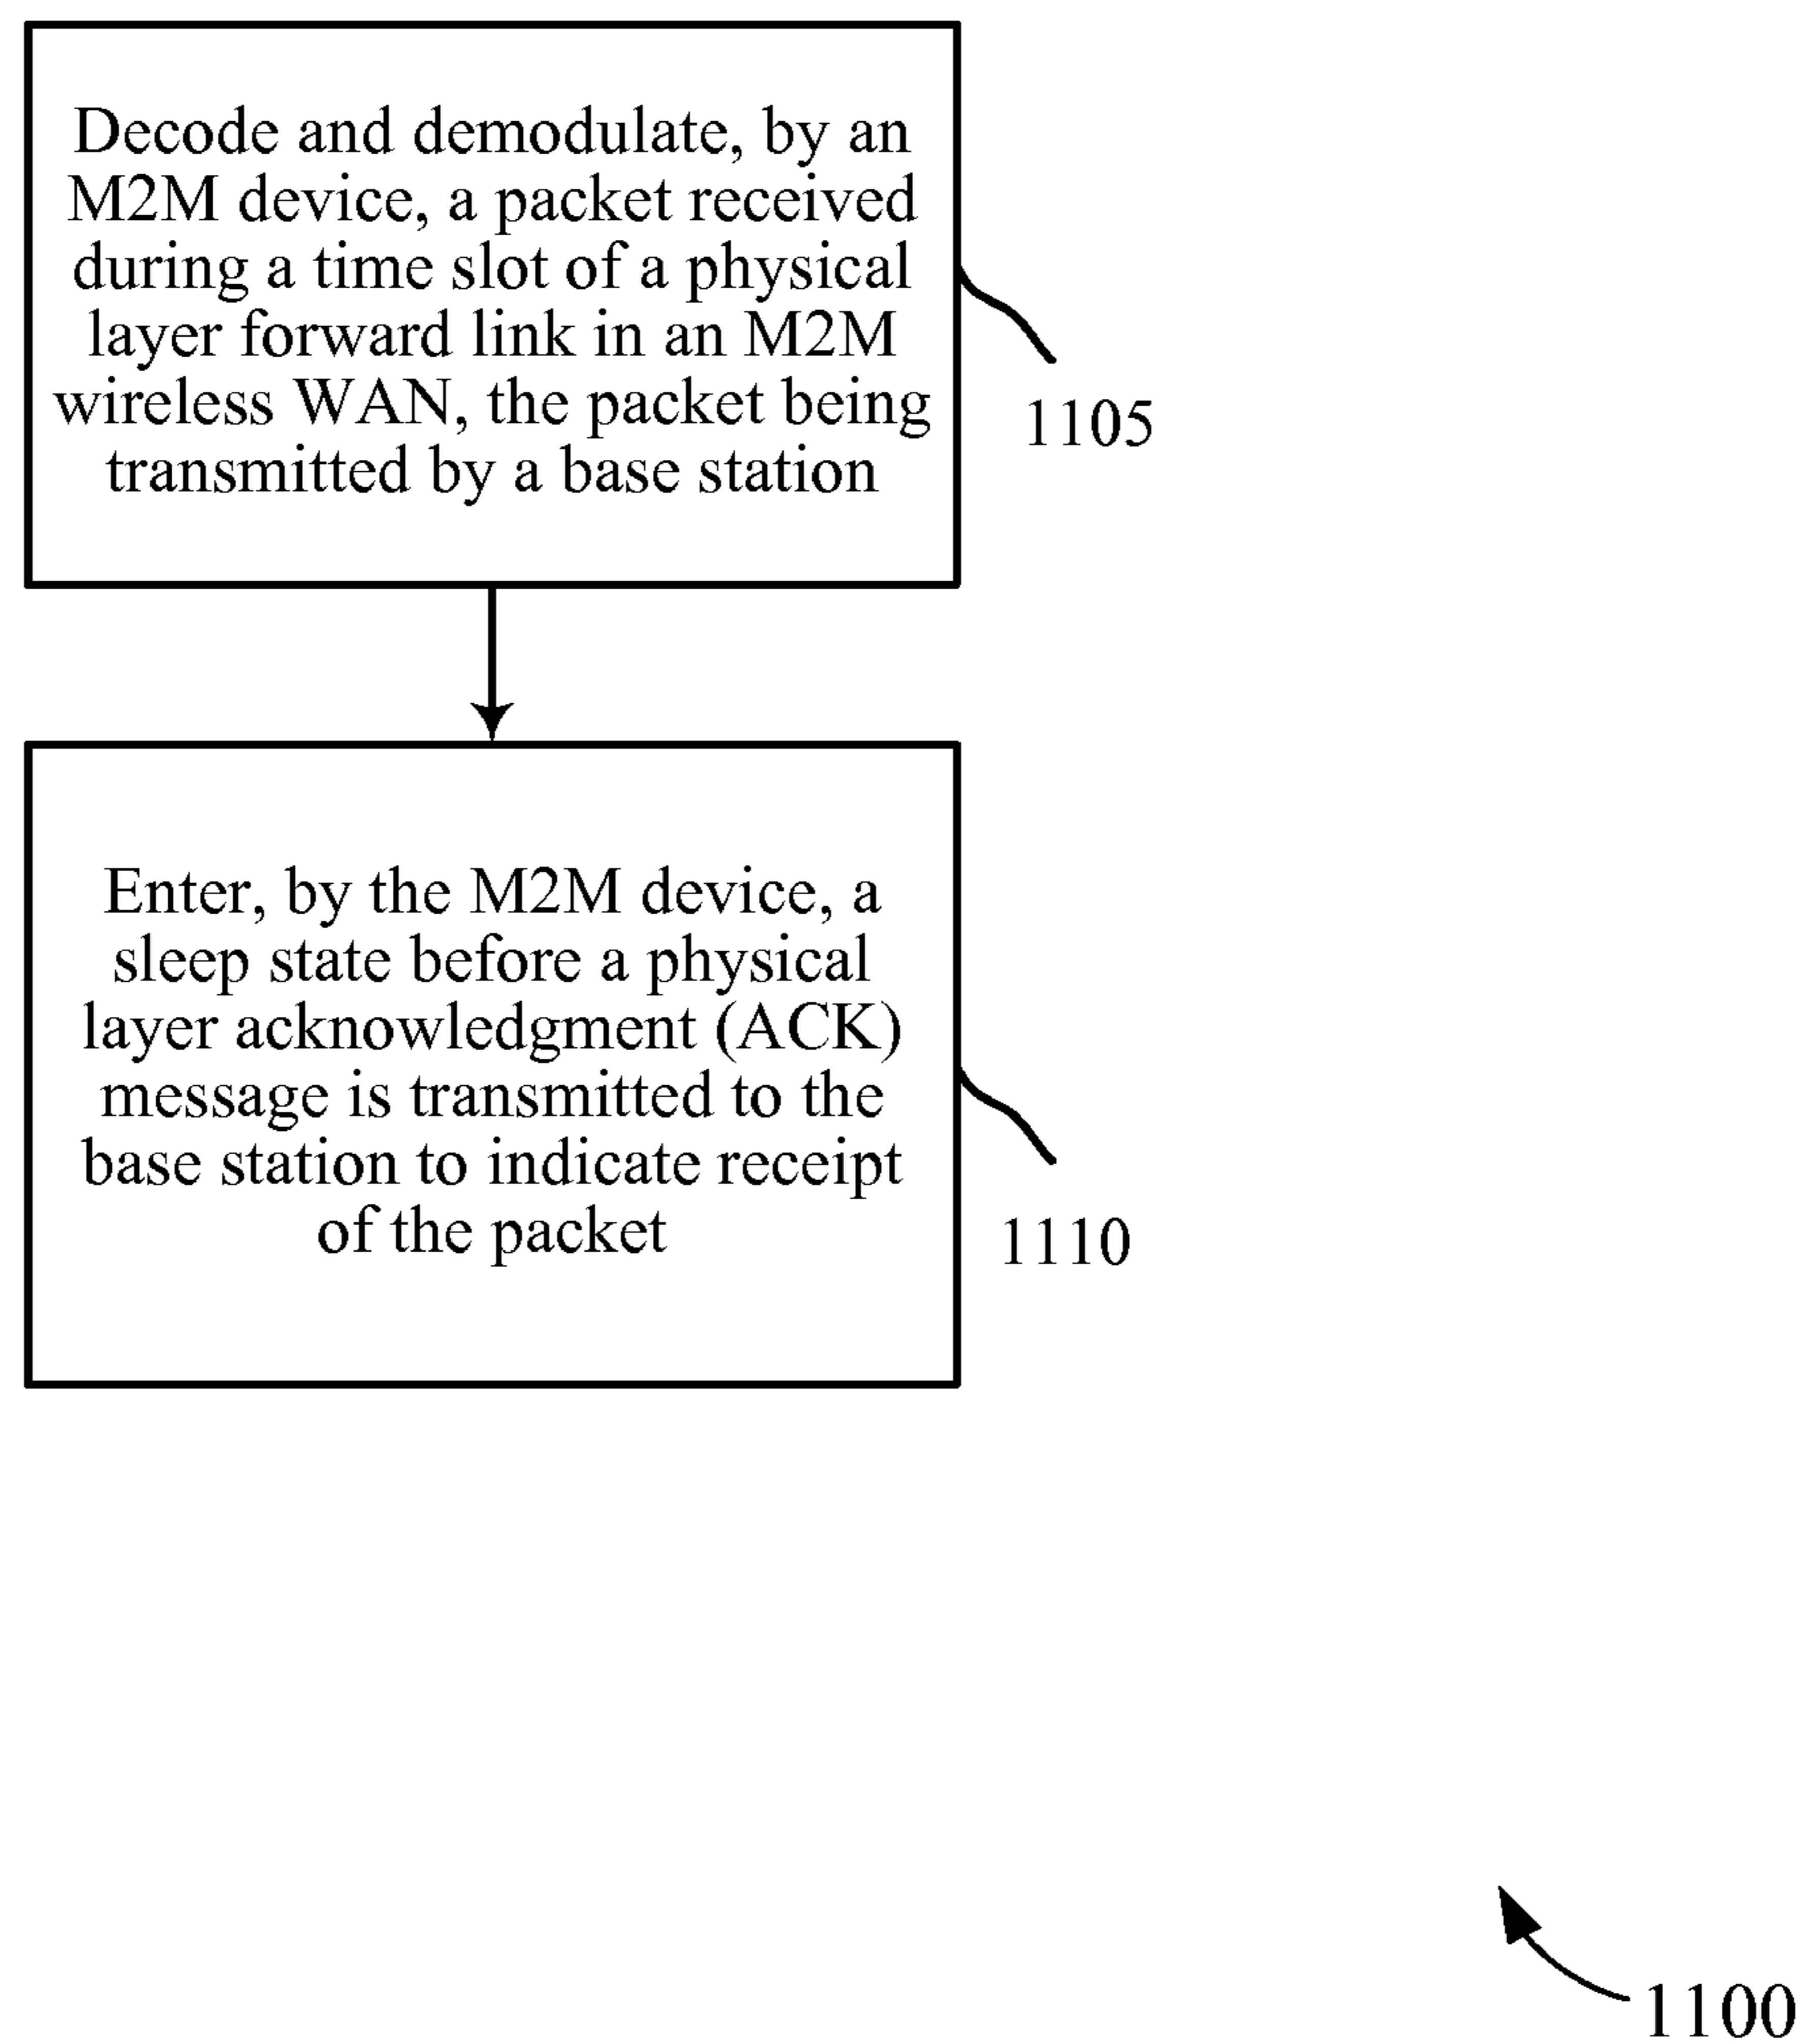 Decode and demodulate, by an
M2M device, a packet received
during a time slot of a physical
layer forward link in an M2M
wireless WAN, the packet being
transmitted by a base station
1105
Enter, by the M2M device, a
sleep state before a physical
layer acknowledgment (ACK)
message is transmitted to the
base station to indicate receipt
of the packet
1110
1100